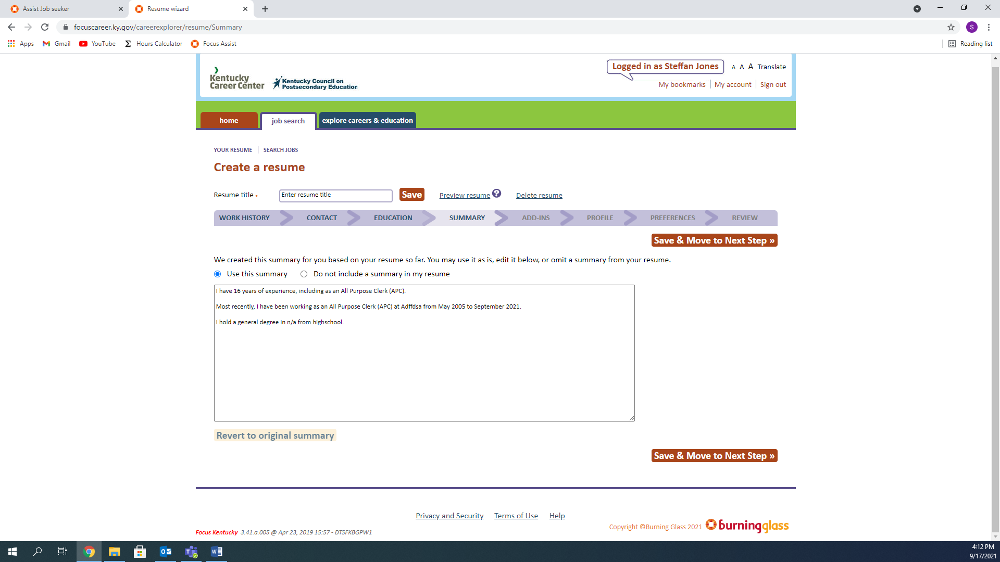 Assist Job seeker
Resume wizard
focuscareer.ky.gov/careerexplorer/resume/Summary
S
Apps
Gmail
YouTube
Hours Calculator
Focus Assist
Reading list
Kentucky
Career Center
Kentucky Council on
Postsecondary Education
Logged in as Steffan Jones
A A A Translate
My bookmarks
My account
Sign out
home
job search
explore careers & education
YOUR RESUME
SEARCH JOBS
Create a resume
Resume title *
Enter resume title
Save
Preview resume
?
Delete resume
WORK HISTORY
CONTACT
EDUCATION
SUMMARY
ADD-INS
PROFILE
PREFERENCES
REVIEW
Save & Move to Next Step »
We created this summary for you based on your resume so far. You may use it as is, edit it below, or omit a summary from your resume.
Use this summary
Do not include a summary in my resume
I have 16 years of experience, including as an All Purpose Clerk (APC).
Most recently, I have been working as an All Purpose Clerk (APC) at Adffdsa from May 2005 to September 2021.
I hold a general degree in n/a from highschool.
Revert to original summary
Save & Move to Next Step »
Privacy and Security
Terms of Use
Help
Focus Kentucky 3.41.a.005 @ Apr 23, 2019 15:57 - DTSFKBGPW1
Copyright ©Burning Glass 2021
burningglass
4:12 PM
9/17/2021